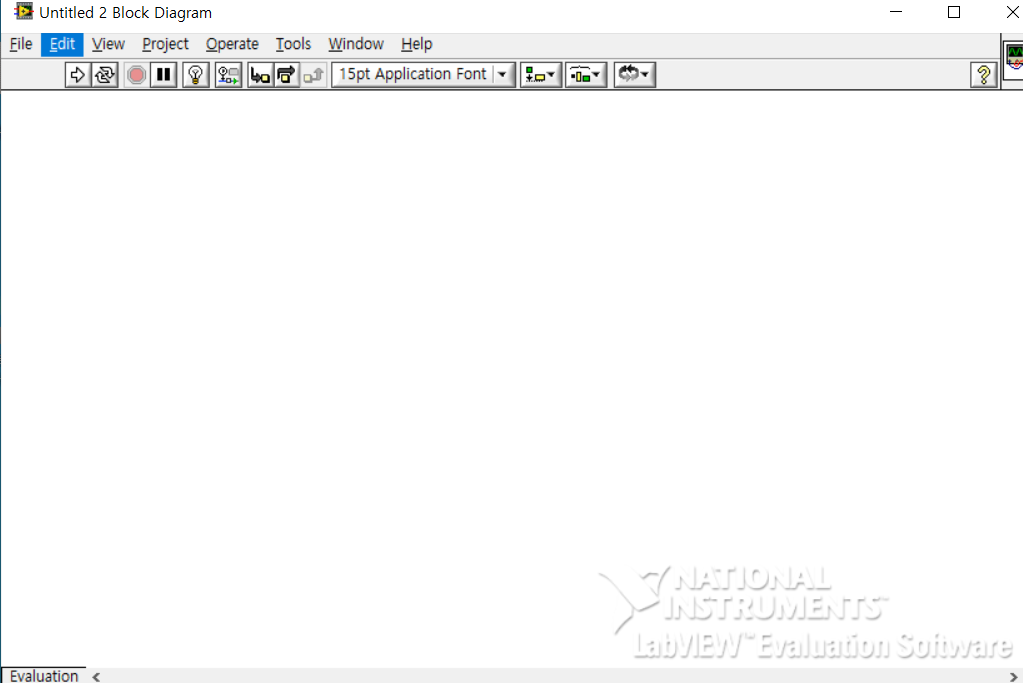 Untitled 2 Block Diagram
File Edit View Project Operate Tools Window Help
15pt Application Font
?
NATIONAL
INSTRUMENTS™
LabVIEW™ Evaluation Software
Evaluation